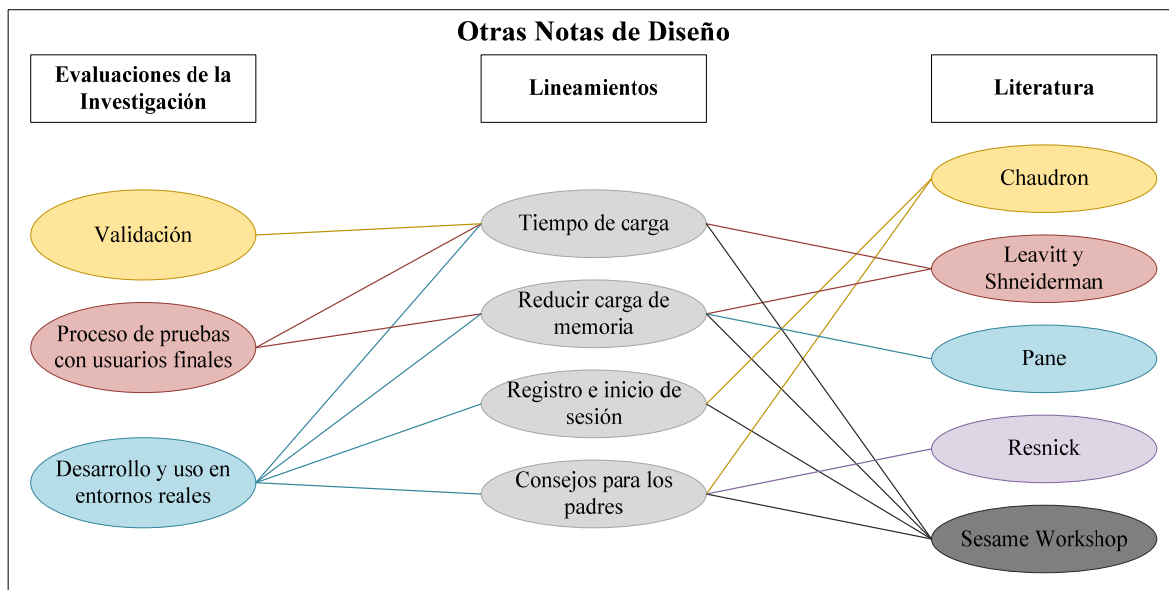 Otras Notas de Diseño
Evaluaciones de la
Investigación
Lineamientos
Literatura
Validación
Proceso de pruebas
con usuarios finales
Desarrollo y uso en
entornos reales
Tiempo de carga
Reducir carga de
memoria
Registro e inicio de
sesión
Consejos para los
padres
Chaudron
Leavitt y
Shneiderman
Pane
Resnick
Sesame Workshop